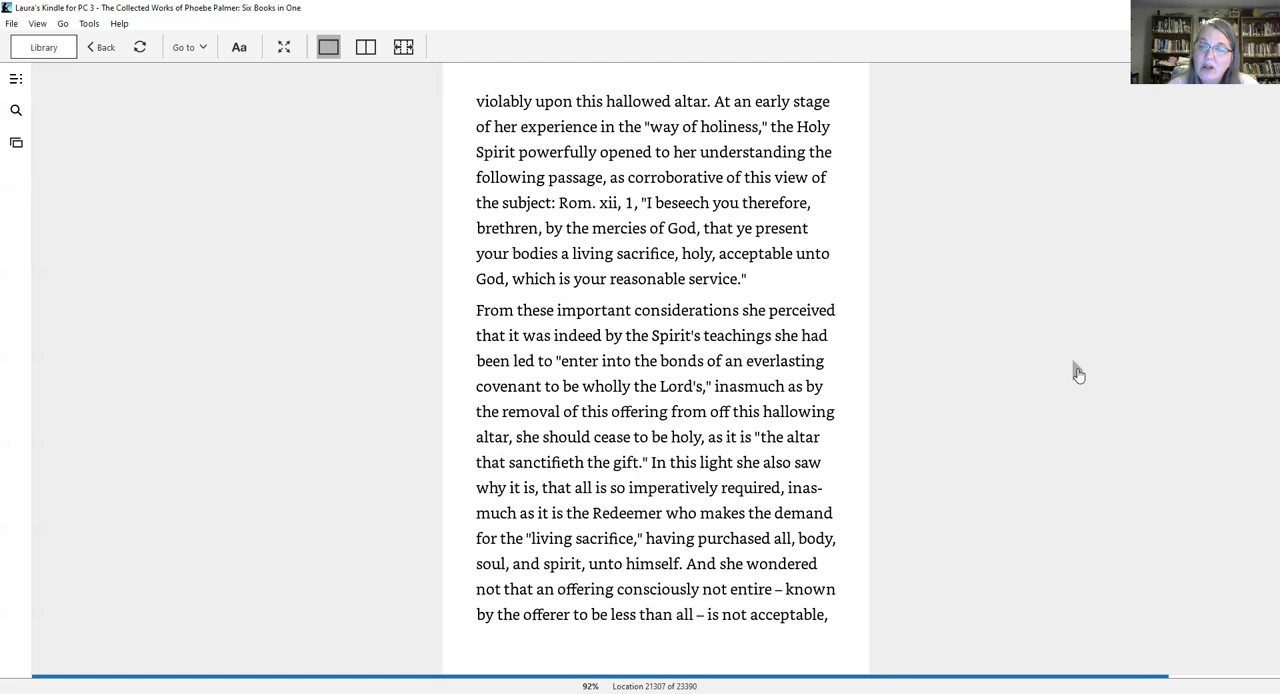 Laura's Kindle for PC 3 - The Collected Works of Phoebe Palmer: Six Books in One
File View Go Tools Help
Library Back Go to Aa
violably upon this hallowed altar. At an early stage
of her experience in the "way of holiness," the Holy
Spirit powerfully opened to her understanding the
following passage, as corroborative of this view of
the subject: Rom. xii, 1, "I beseech you therefore,
brethren, by the mercies of God, that ye present
your bodies a living sacrifice, holy, acceptable unto
God, which is your reasonable service."
From these important considerations she perceived
that it was indeed by the Spirit's teachings she had
been led to "enter into the bonds of an everlasting
covenant to be wholly the Lord's," inasmuch as by
the removal of this offering from off this hallowing
altar, she should cease to be holy, as it is "the altar
that sanctifieth the gift." In this light she also saw
why it is, that all is so imperatively required, inas-
much as it is the Redeemer who makes the demand
for the "living sacrifice," having purchased all, body,
soul, and spirit, unto himself. And she wondered
not that an offering consciously not entire – known
by the offerer to be less than all – is not acceptable,
92% Location 21307 of 23390